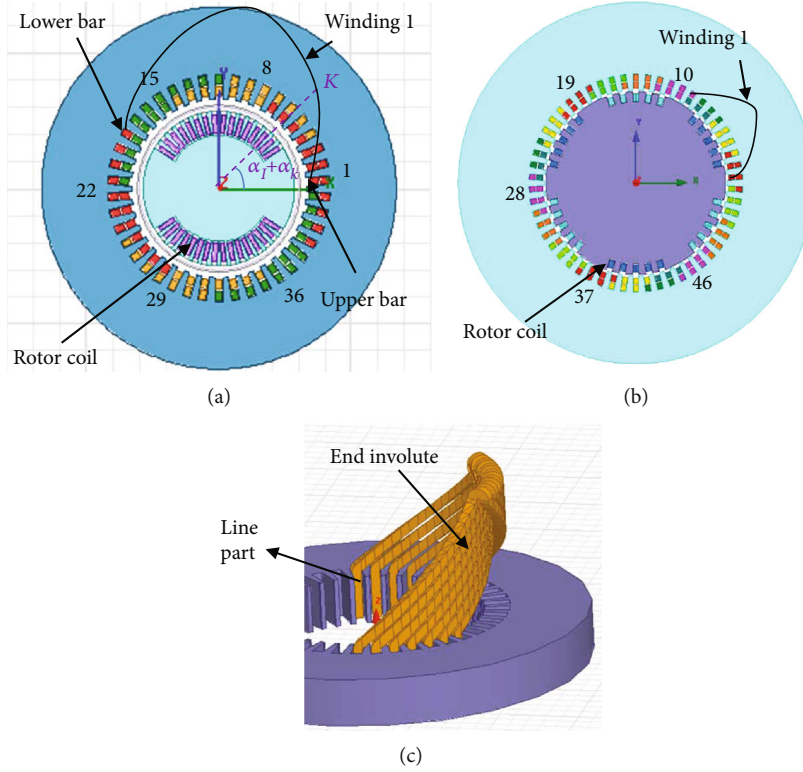 Lower bar
Winding 1
15
8
Y
K
α₁+αₖ
22
1
Z
X
29
36
Upper bar
Rotor coil
(a)
Winding 1
19
10
Y
28
Z
X
37
46
Rotor coil
(b)
End involute
Line
part
Z
(c)